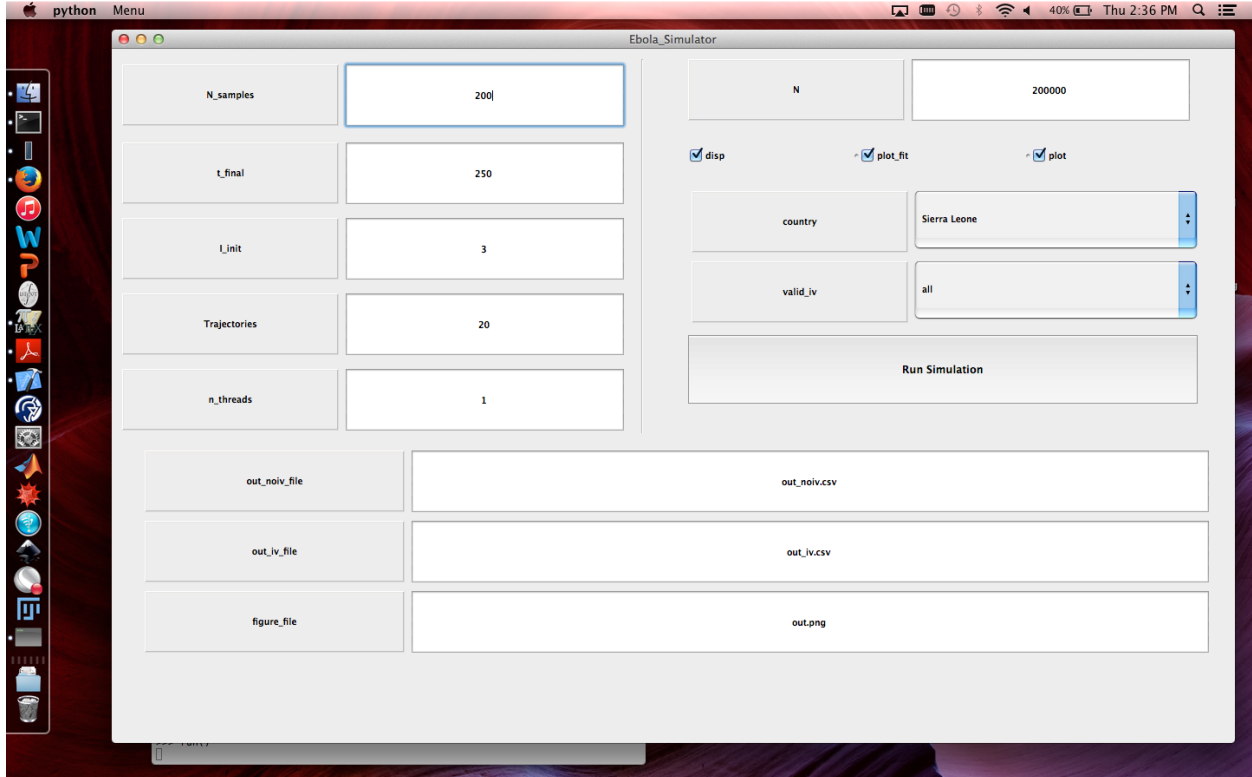 python Menu
40% Thu 2:36 PM
Ebola_Simulator
N_samples 200
t_final 250
I_init 3
Trajectories 20
n_threads 1
N 200000
disp plot_fit plot
country Sierra Leone
valid_iv all
Run Simulation
out_noiv_file out_noiv.csv
out_iv_file out_iv.csv
figure_file out.png
>>> run()